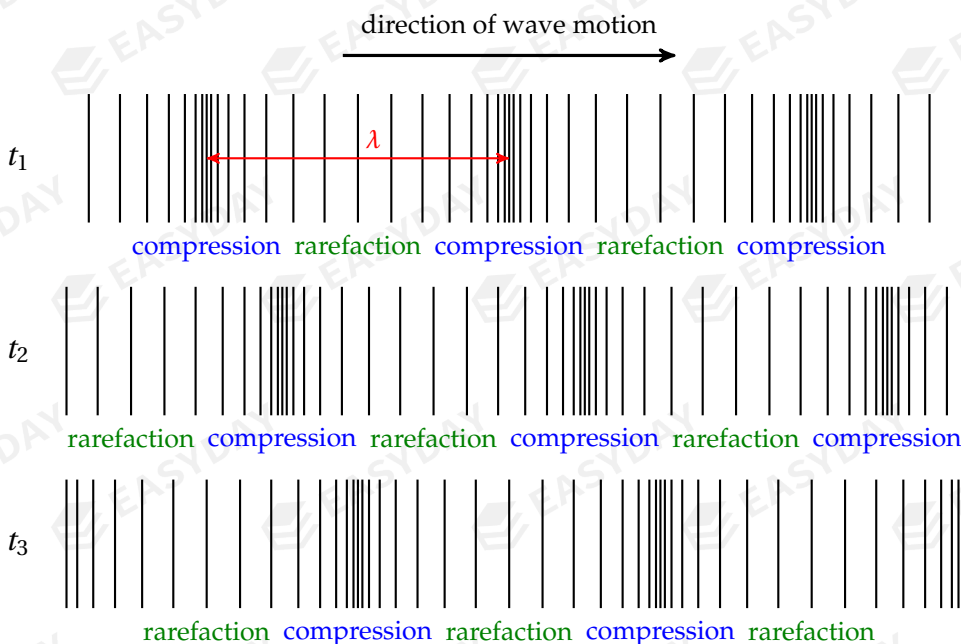 direction of wave motion
t₁
λ
compression rarefaction compression rarefaction compression
t₂
rarefaction compression rarefaction compression rarefaction compression
t₃
rarefaction compression rarefaction compression rarefaction
EASYDAY